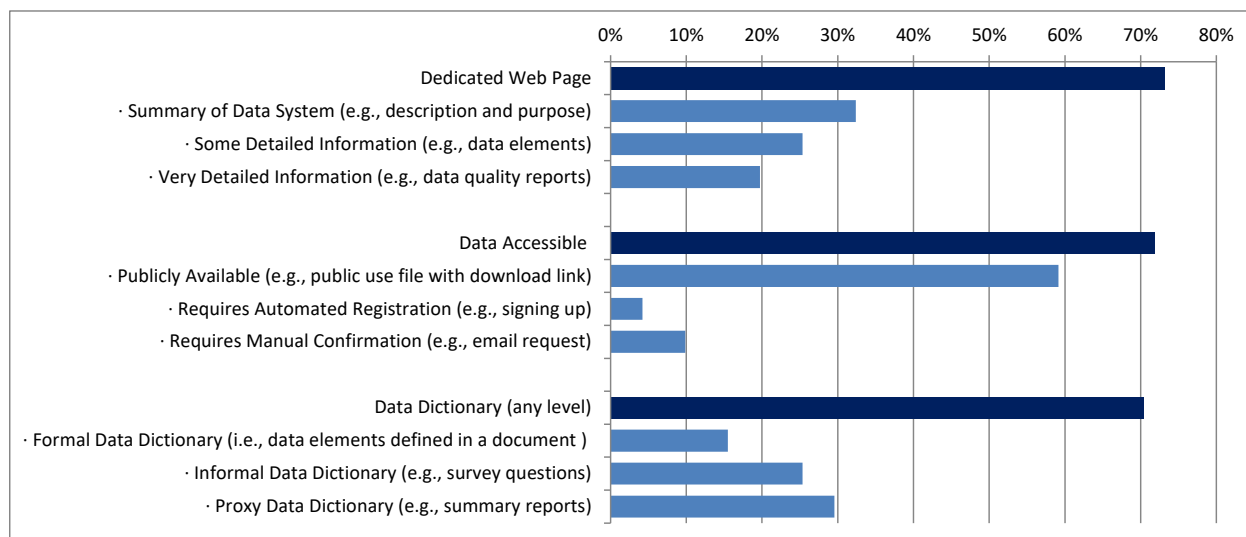 0% 10% 20% 30% 40% 50% 60% 70% 80%
Dedicated Web Page
· Summary of Data System (e.g., description and purpose)
· Some Detailed Information (e.g., data elements)
· Very Detailed Information (e.g., data quality reports)
Data Accessible
· Publicly Available (e.g., public use file with download link)
· Requires Automated Registration (e.g., signing up)
· Requires Manual Confirmation (e.g., email request)
Data Dictionary (any level)
· Formal Data Dictionary (i.e., data elements defined in a document )
· Informal Data Dictionary (e.g., survey questions)
· Proxy Data Dictionary (e.g., summary reports)